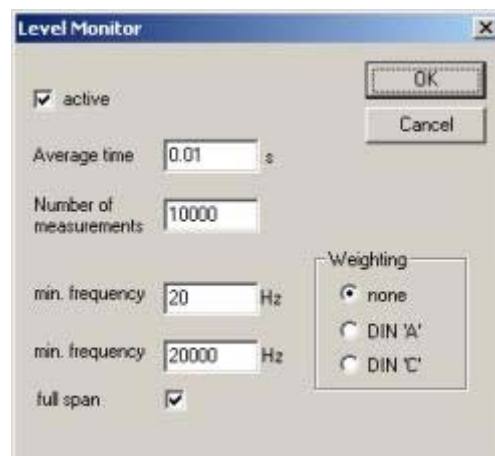 Level Monitor
OK
active
Cancel
Average time 0.01 s
Number of
measurements 10000
Weighting
min. frequency 20 Hz
none
DIN 'A'
min. frequency 20000 Hz
DIN 'C'
full span